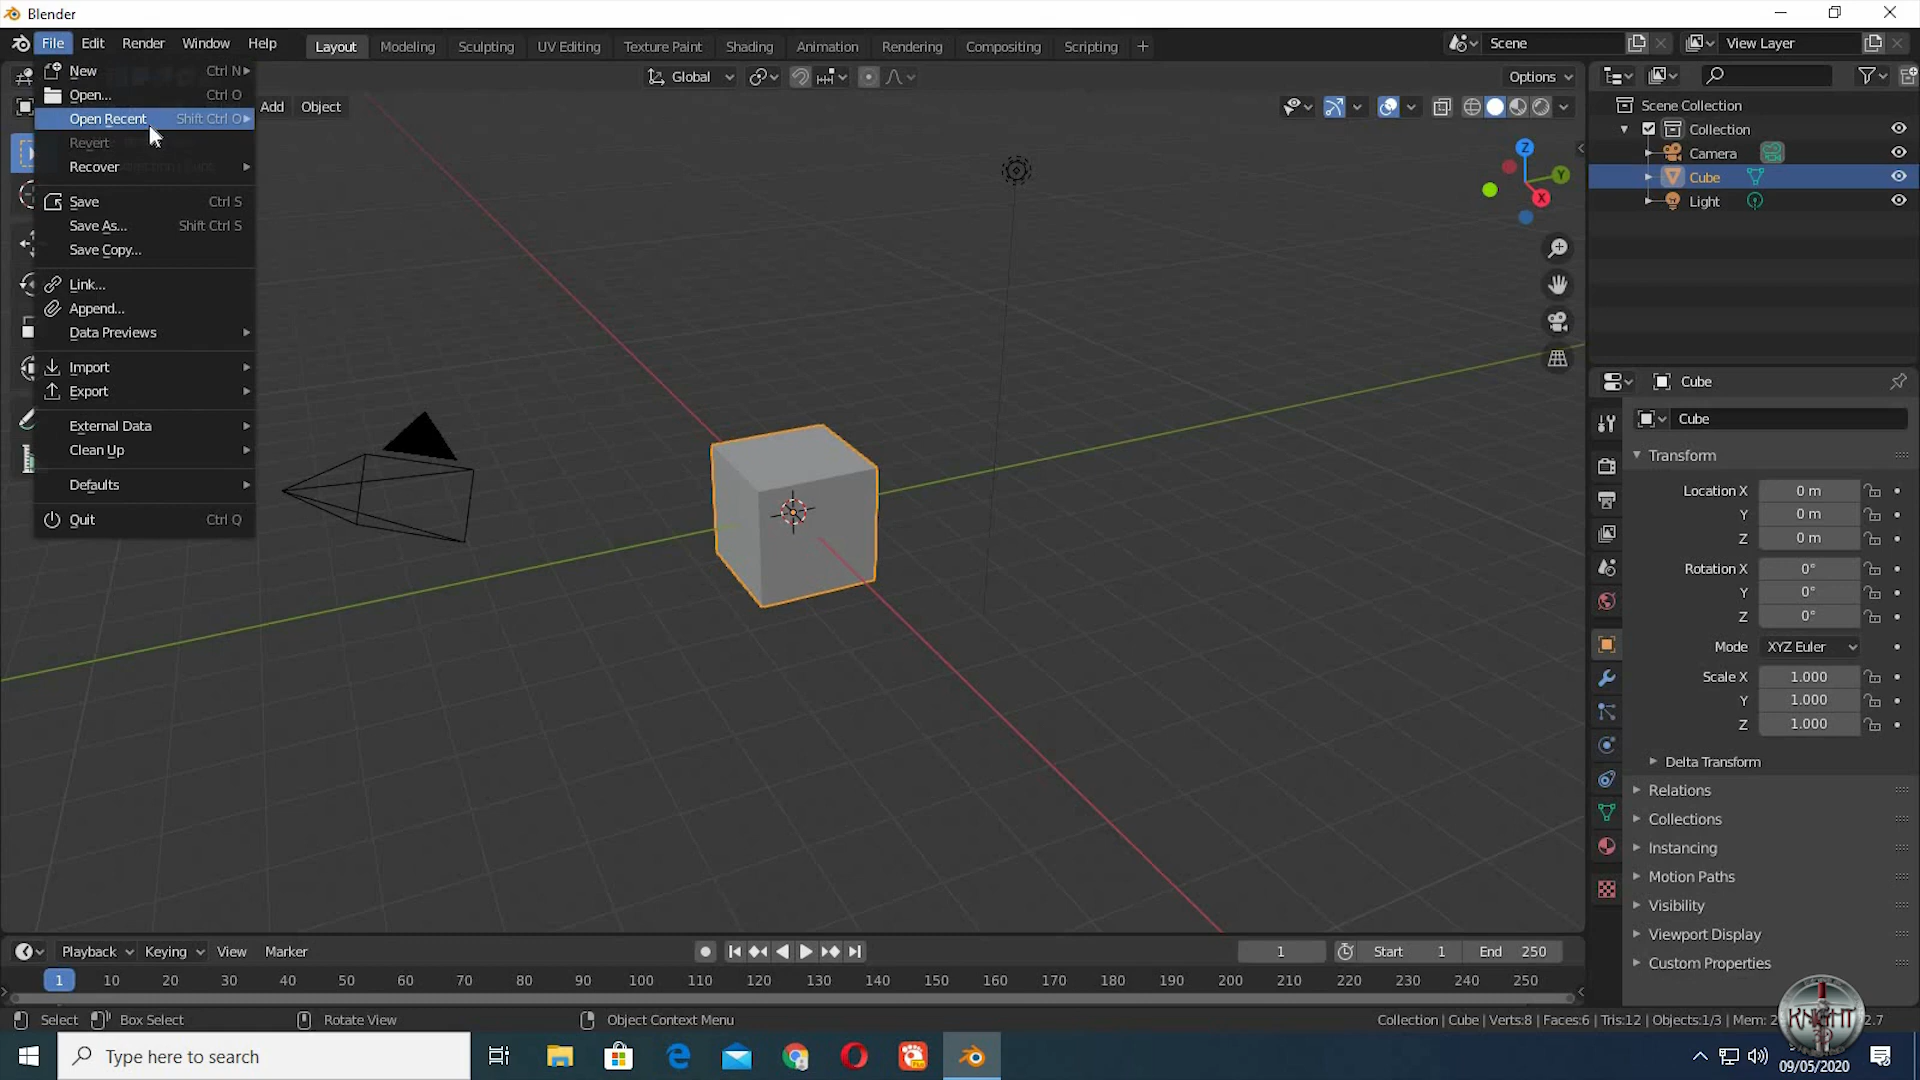 Blender
File Edit Render Window Help
Layout Modeling Sculpting UV Editing Texture Paint Shading Animation Rendering Compositing Scripting +
Scene
View Layer
New Ctrl N
Open... Ctrl O
Open Recent Shift Ctrl O
Revert
Recover
Save Ctrl S
Save As... Shift Ctrl S
Save Copy...
Link...
Append...
Data Previews
Import
Export
External Data
Clean Up
Defaults
Quit Ctrl Q
Add Object
Global
Options
Z
Y
X
Scene Collection
Collection
Camera
Cube
Light
Cube
Cube
Transform
Location X 0 m
Y 0 m
Z 0 m
Rotation X 0°
Y 0°
Z 0°
Mode XYZ Euler
Scale X 1.000
Y 1.000
Z 1.000
Delta Transform
Relations
Collections
Instancing
Motion Paths
Visibility
Viewport Display
Custom Properties
Playback Keying View Marker
1
Start 1 End 250
1 10 20 30 40 50 60 70 80 90 100 110 120 130 140 150 160 170 180 190 200 210 220 230 240 250
Select Box Select Rotate View Object Context Menu
Collection | Cube | Verts:8 | Faces:6 | Tris:12 | Objects:1/3 | Mem:
KNIGHT
Type here to search
09/05/2020